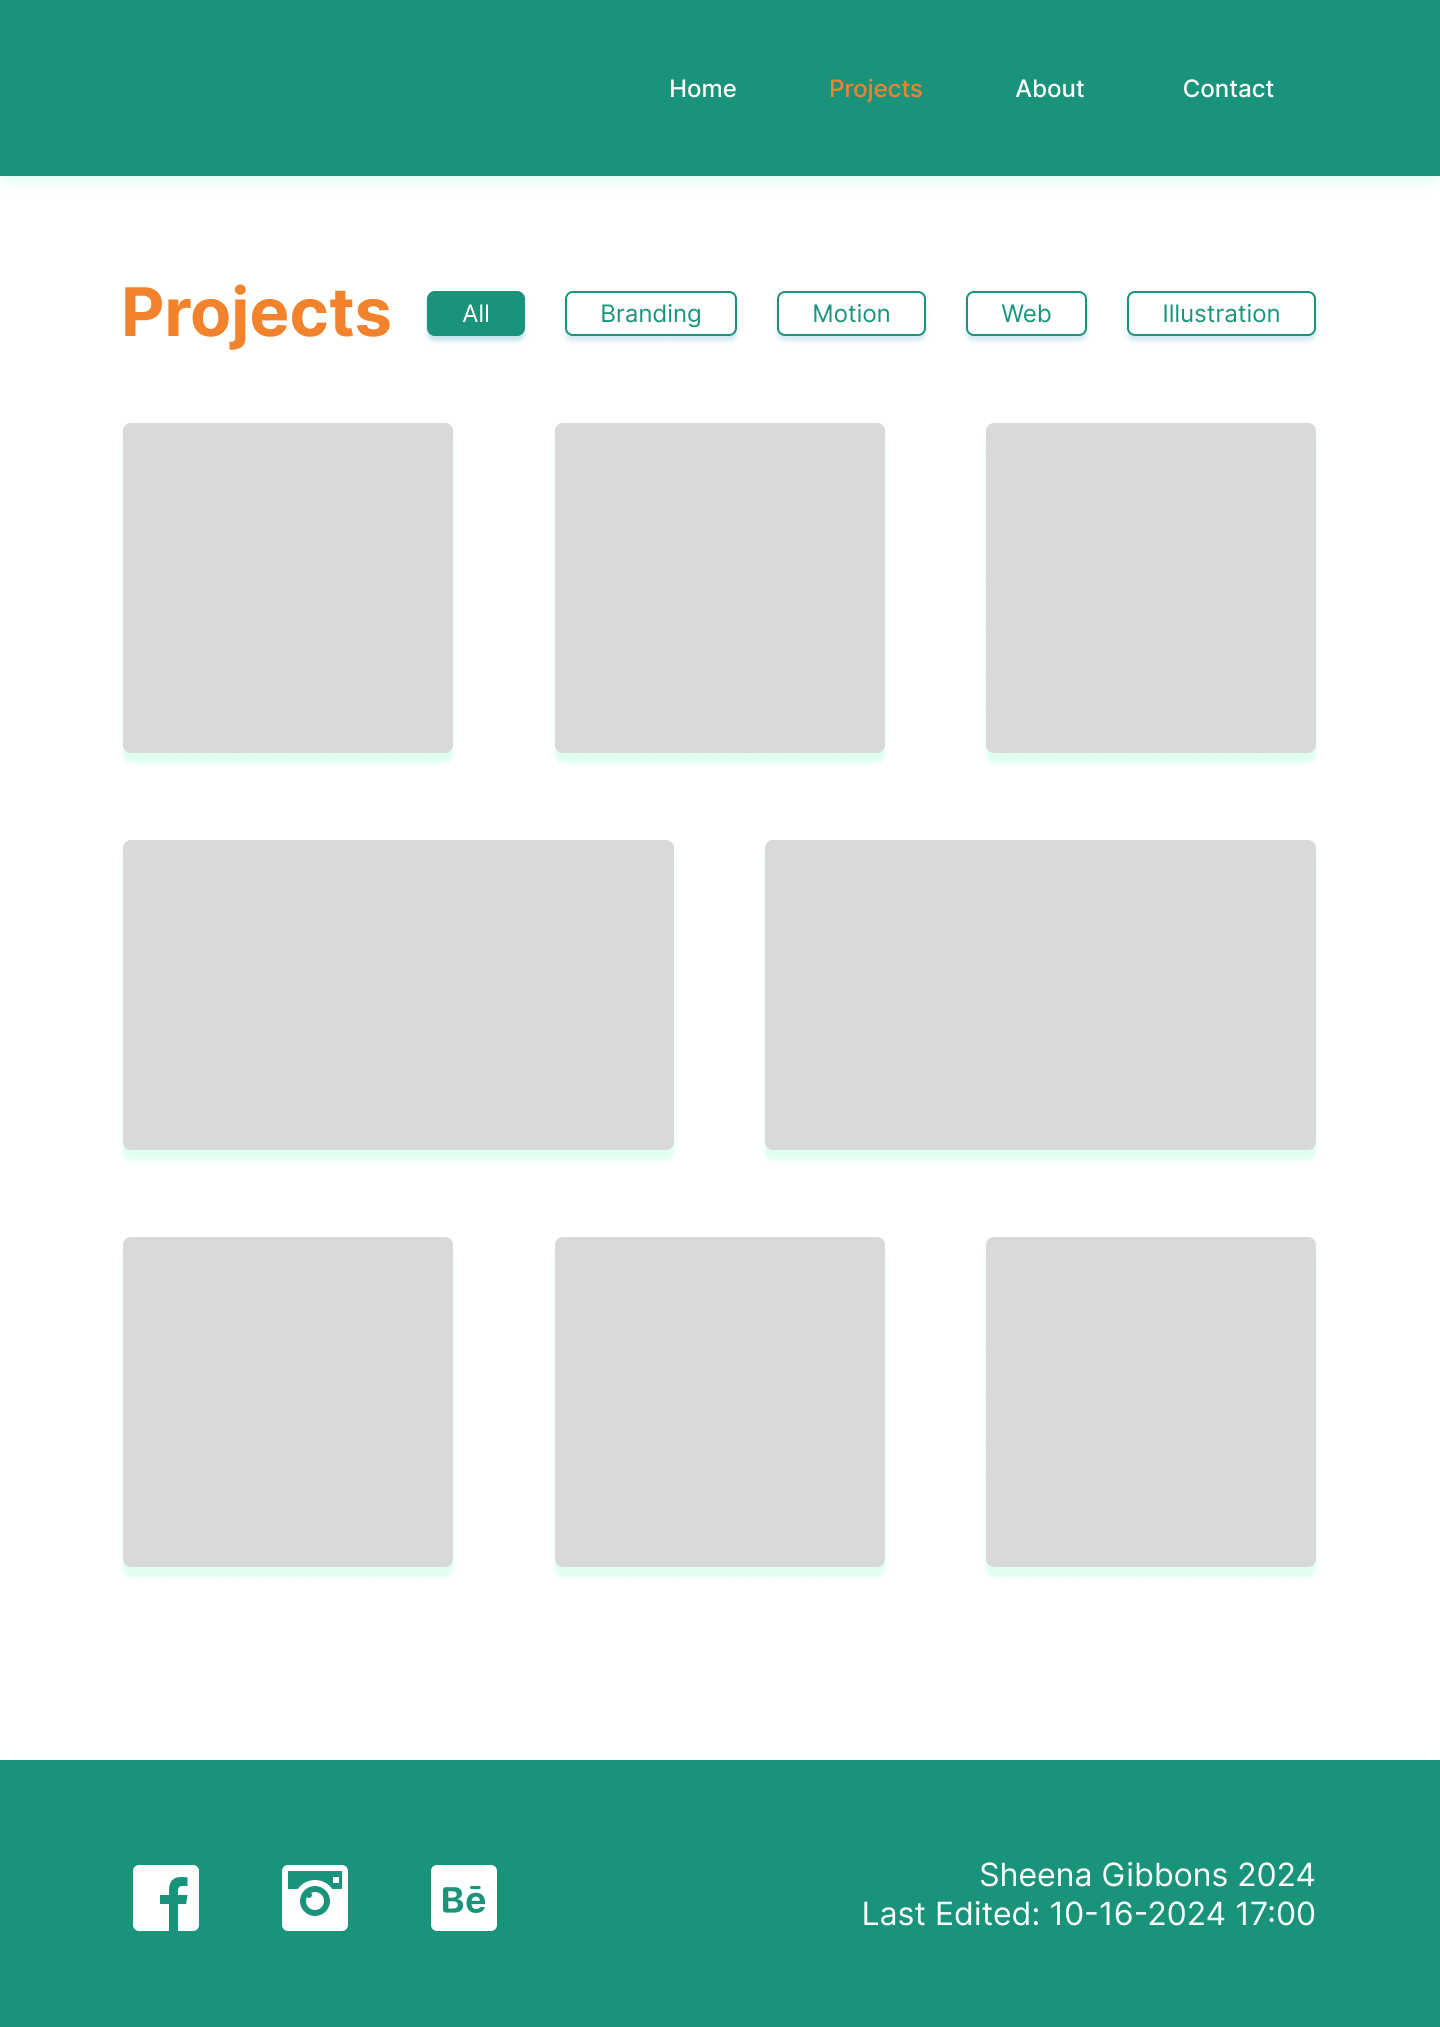 Home Projects About Contact
Projects All Branding Motion Web Illustration
Bē
Sheena Gibbons 2024
Last Edited: 10-16-2024 17:00